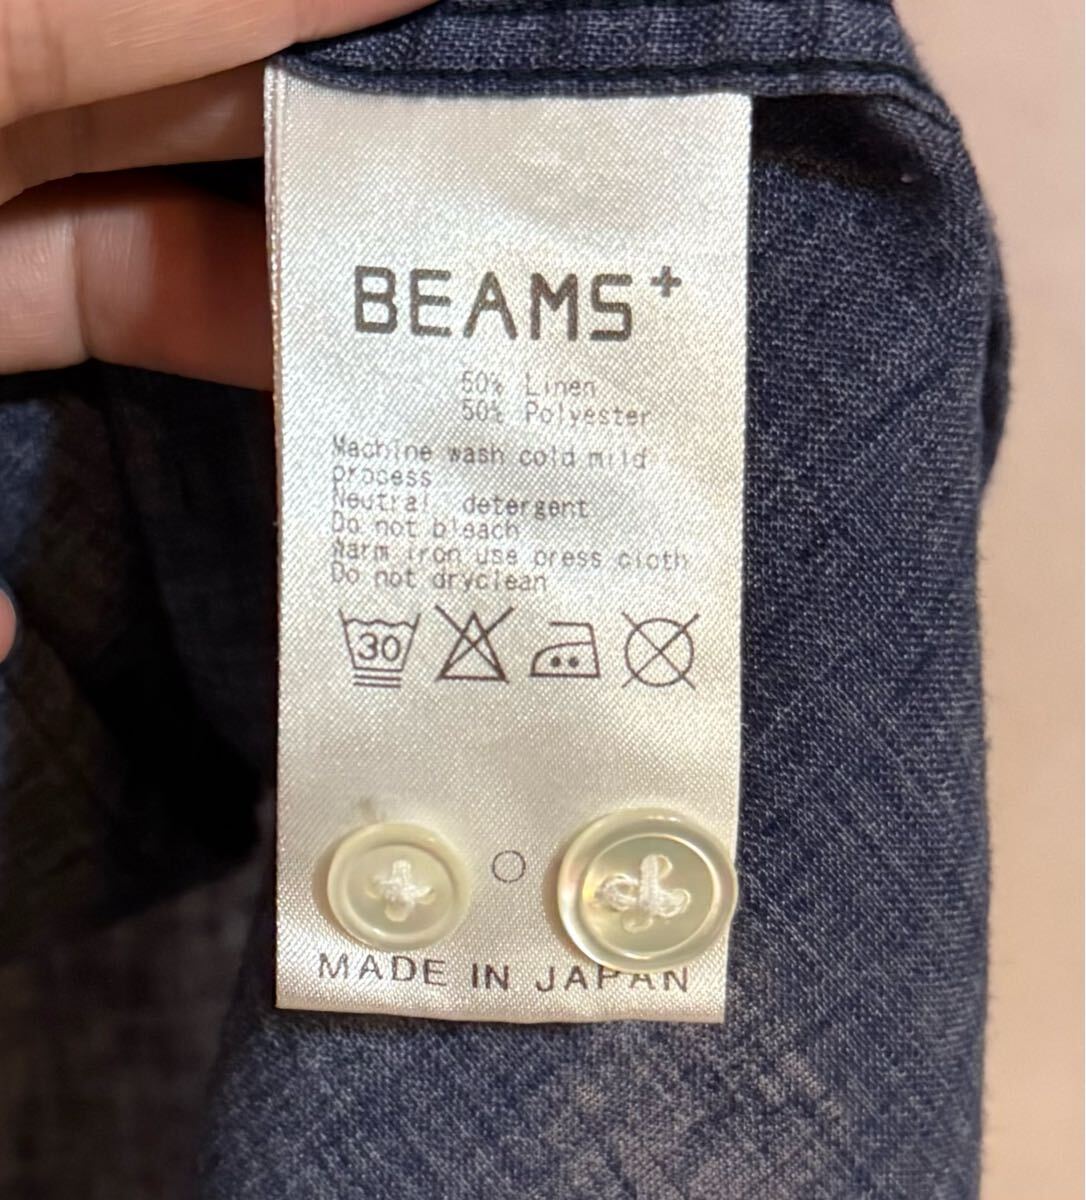 BEAMS+
50% Linen
50% Polyester
Machine wash cold mild
process
Neutral detergent
Do not bleach
Warm iron use press cloth
Do not dryclean
30
MADE IN JAPAN